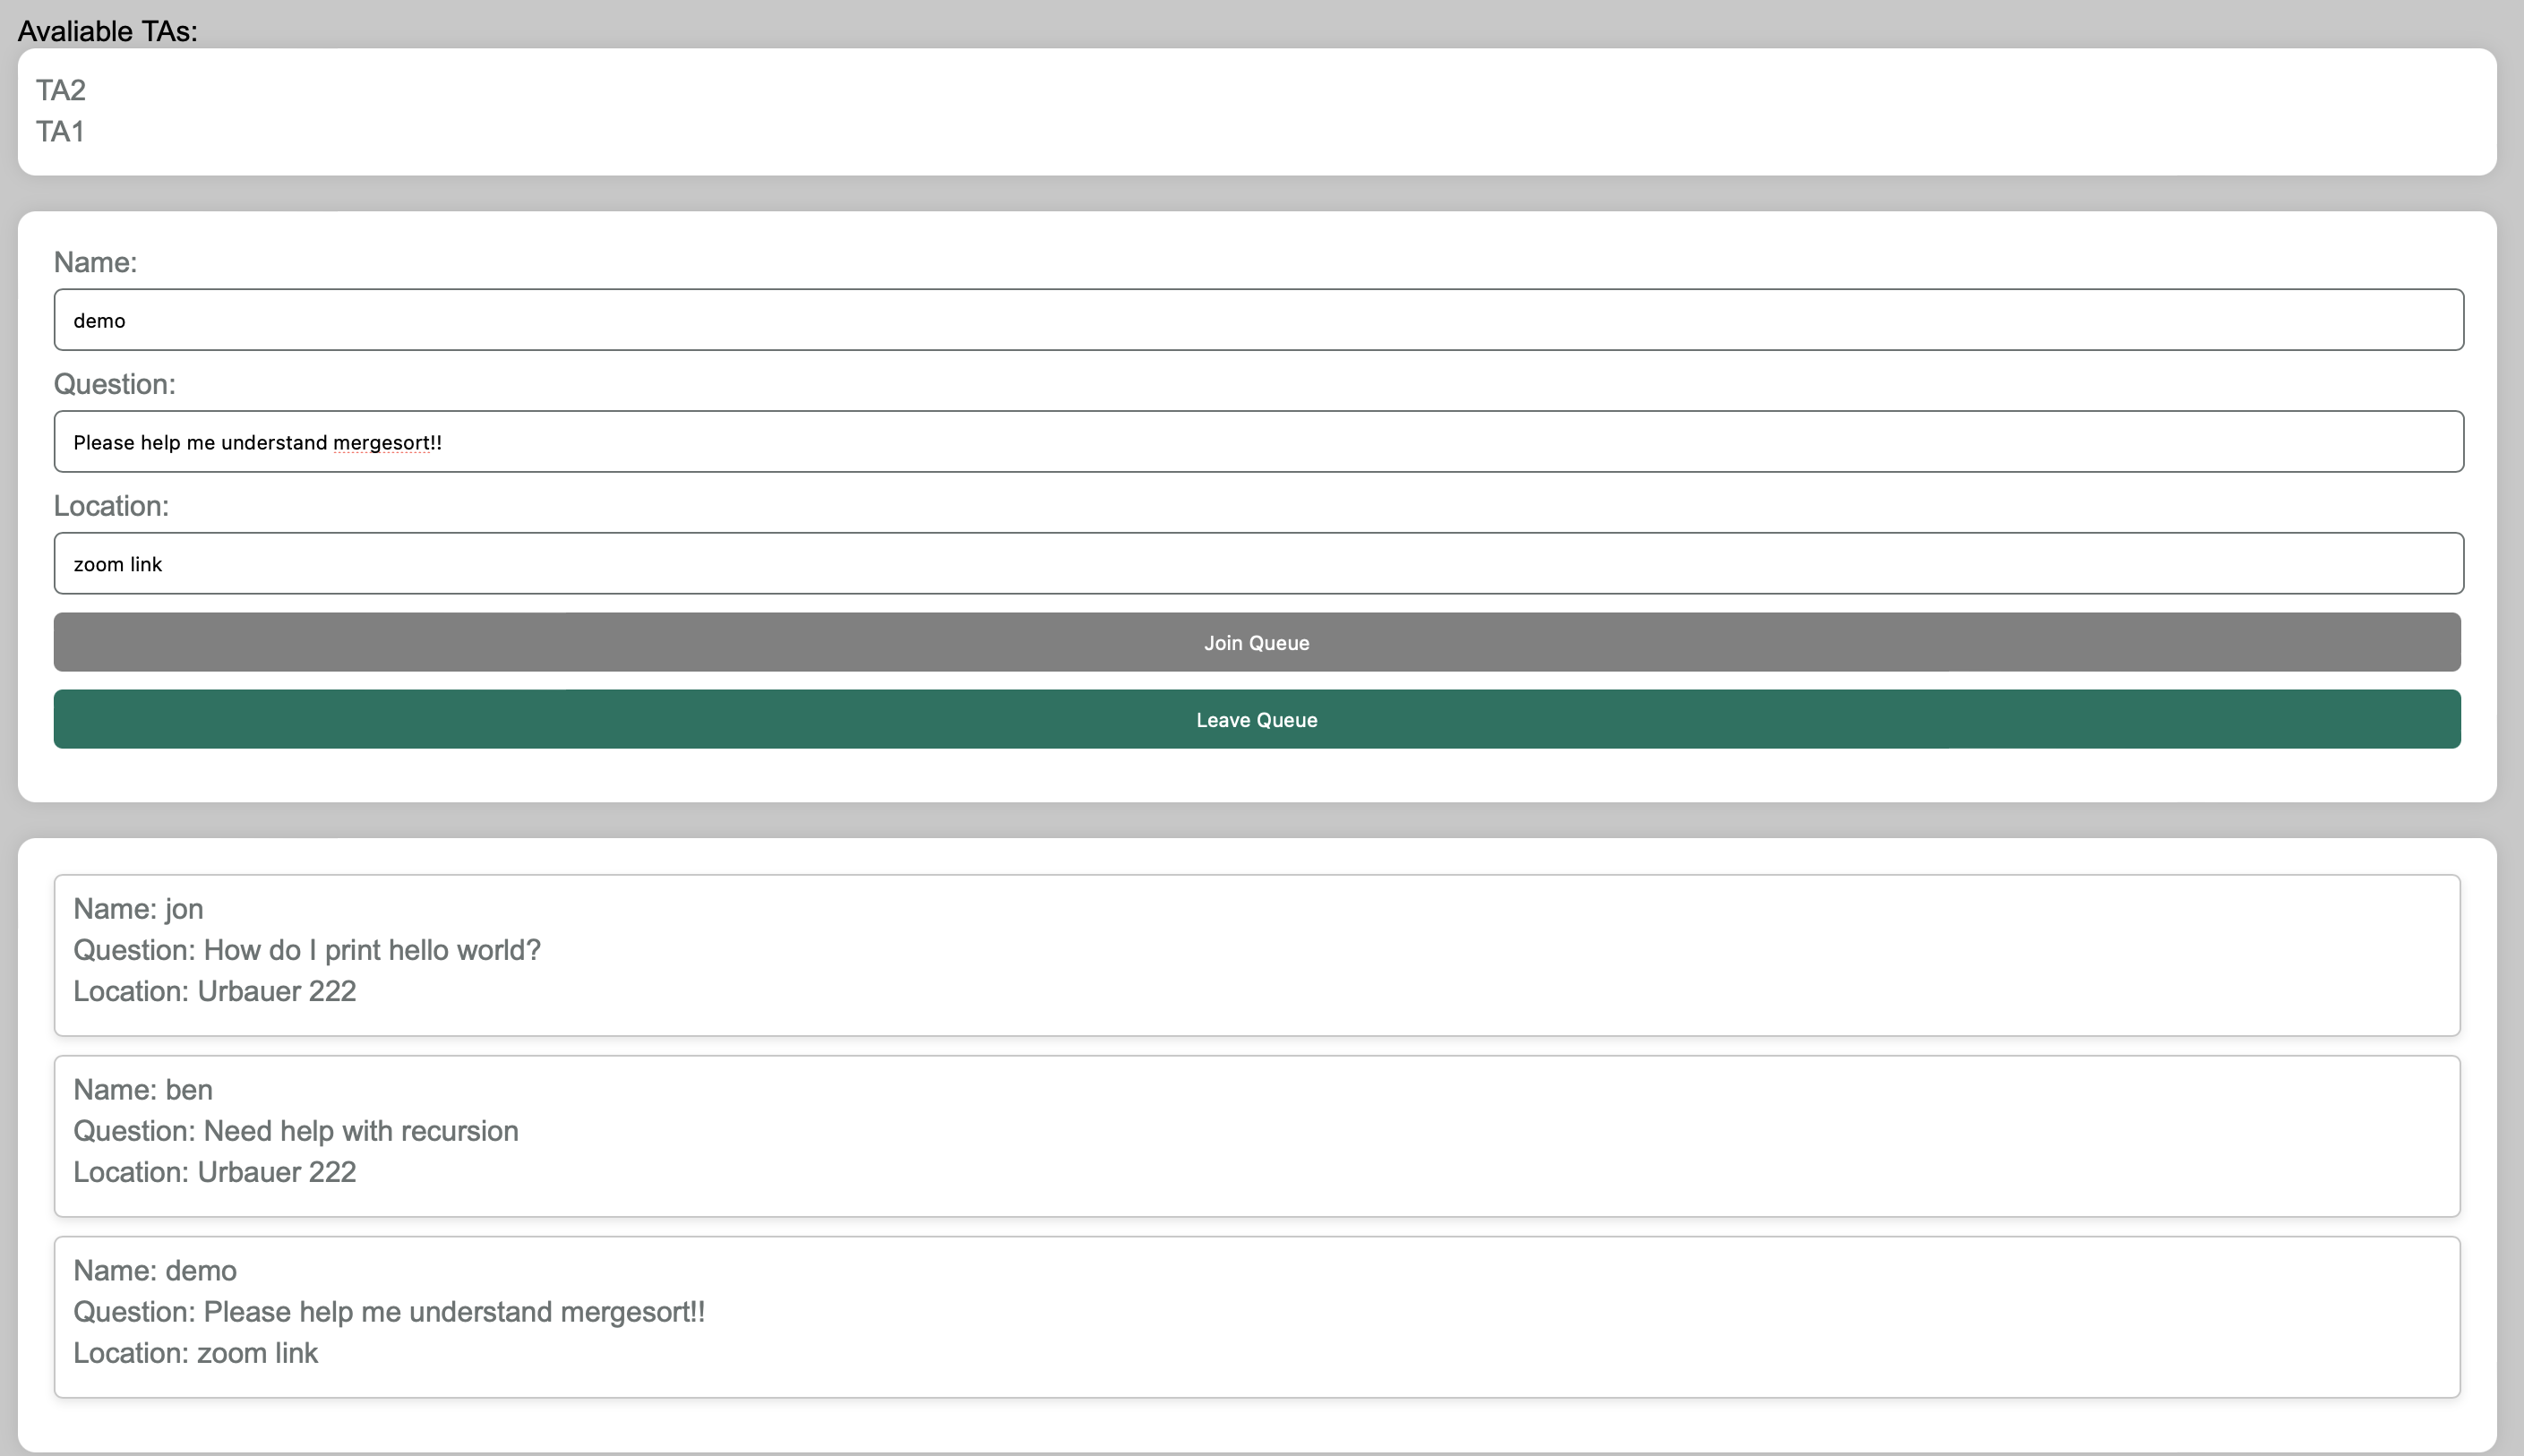 Avaliable TAs:
TA2
TA1
Name:
demo
Question:
Please help me understand mergesort!!
Location:
zoom link
Join Queue
Leave Queue
Name: jon
Question: How do I print hello world?
Location: Urbauer 222
Name: ben
Question: Need help with recursion
Location: Urbauer 222
Name: demo
Question: Please help me understand mergesort!!
Location: zoom link